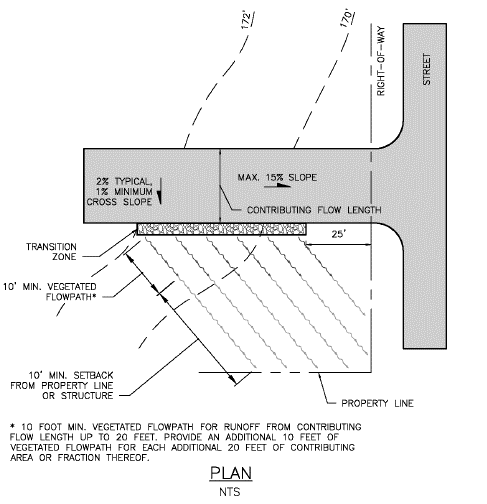 172'
170'
RIGHT-OF-WAY
STREET
2% TYPICAL,
1% MINIMUM
CROSS SLOPE
MAX. 15% SLOPE
CONTRIBUTING FLOW LENGTH
TRANSITION
ZONE
25'
10' MIN. VEGETATED
FLOWPATH*
10' MIN. SETBACK
FROM PROPERTY LINE
OR STRUCTURE
PROPERTY LINE
* 10 FOOT MIN. VEGETATED FLOWPATH FOR RUNOFF FROM CONTRIBUTING
FLOW LENGTH UP TO 20 FEET. PROVIDE AN ADDITIONAL 10 FEET OF
VEGETATED FLOWPATH FOR EACH ADDITIONAL 20 FEET OF CONTRIBUTING
AREA OR FRACTION THEREOF.
PLAN
NTS